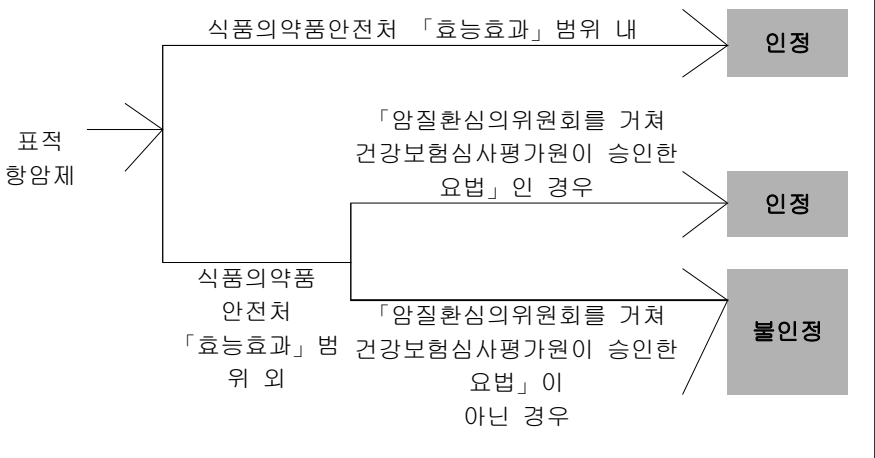 식품의약품안전처 「효능효과」범위 내
인정
표적
항암제
「암질환심의위원회를 거쳐
건강보험심사평가원이 승인한
요법」인 경우
인정
식품의약품
안전처
「효능효과」범
위 외
「암질환심의위원회를 거쳐
건강보험심사평가원이 승인한
요법」이
아닌 경우
불인정